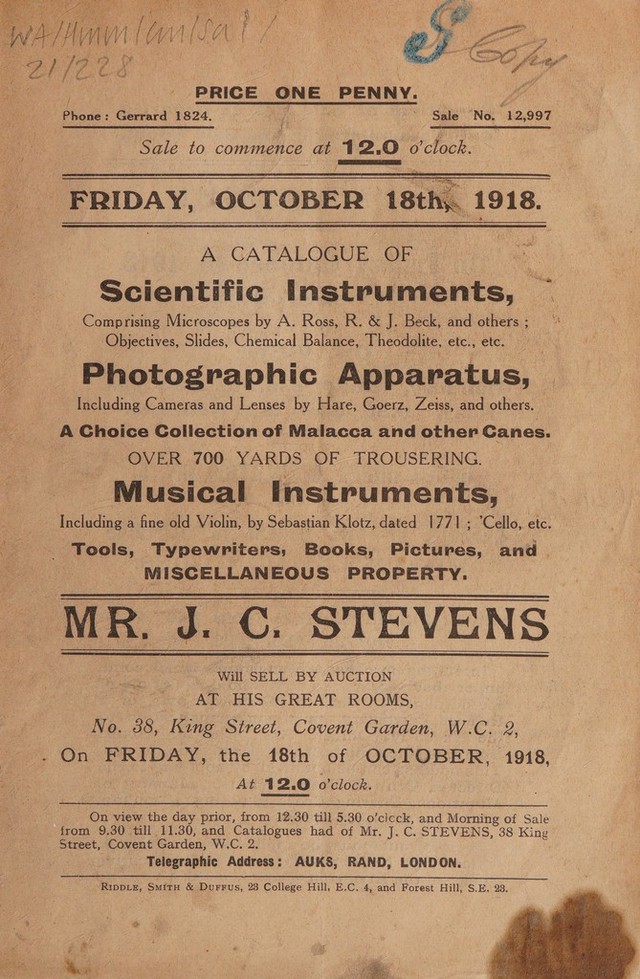 WA/Hmm/cm/sal/
21/228
S Copy
PRICE ONE PENNY.
Phone: Gerrard 1824. Sale No. 12,997
Sale to commence at 12.0 o'clock.
FRIDAY, OCTOBER 18th, 1918.
A CATALOGUE OF
Scientific Instruments,
Comprising Microscopes by A. Ross, R. & J. Beck, and others ;
Objectives, Slides, Chemical Balance, Theodolite, etc., etc.
Photographic Apparatus,
Including Cameras and Lenses by Hare, Goerz, Zeiss, and others.
A Choice Collection of Malacca and other Canes.
OVER 700 YARDS OF TROUSERING.
Musical Instruments,
Including a fine old Violin, by Sebastian Klotz, dated 1771 ; 'Cello, etc.
Tools, Typewriters, Books, Pictures, and
MISCELLANEOUS PROPERTY.
MR. J. C. STEVENS
Will SELL BY AUCTION
AT HIS GREAT ROOMS,
No. 38, King Street, Covent Garden, W.C. 2,
On FRIDAY, the 18th of OCTOBER, 1918,
At 12.0 o'clock.
On view the day prior, from 12.30 till 5.30 o'clock, and Morning of Sale
from 9.30 till 11.30, and Catalogues had of Mr. J. C. STEVENS, 38 King
Street, Covent Garden, W.C. 2.
Telegraphic Address: AUKS, RAND, LONDON.
RIDDLE, SMITH & DUFFUS, 23 College Hill, E.C. 4, and Forest Hill, S.E. 23.